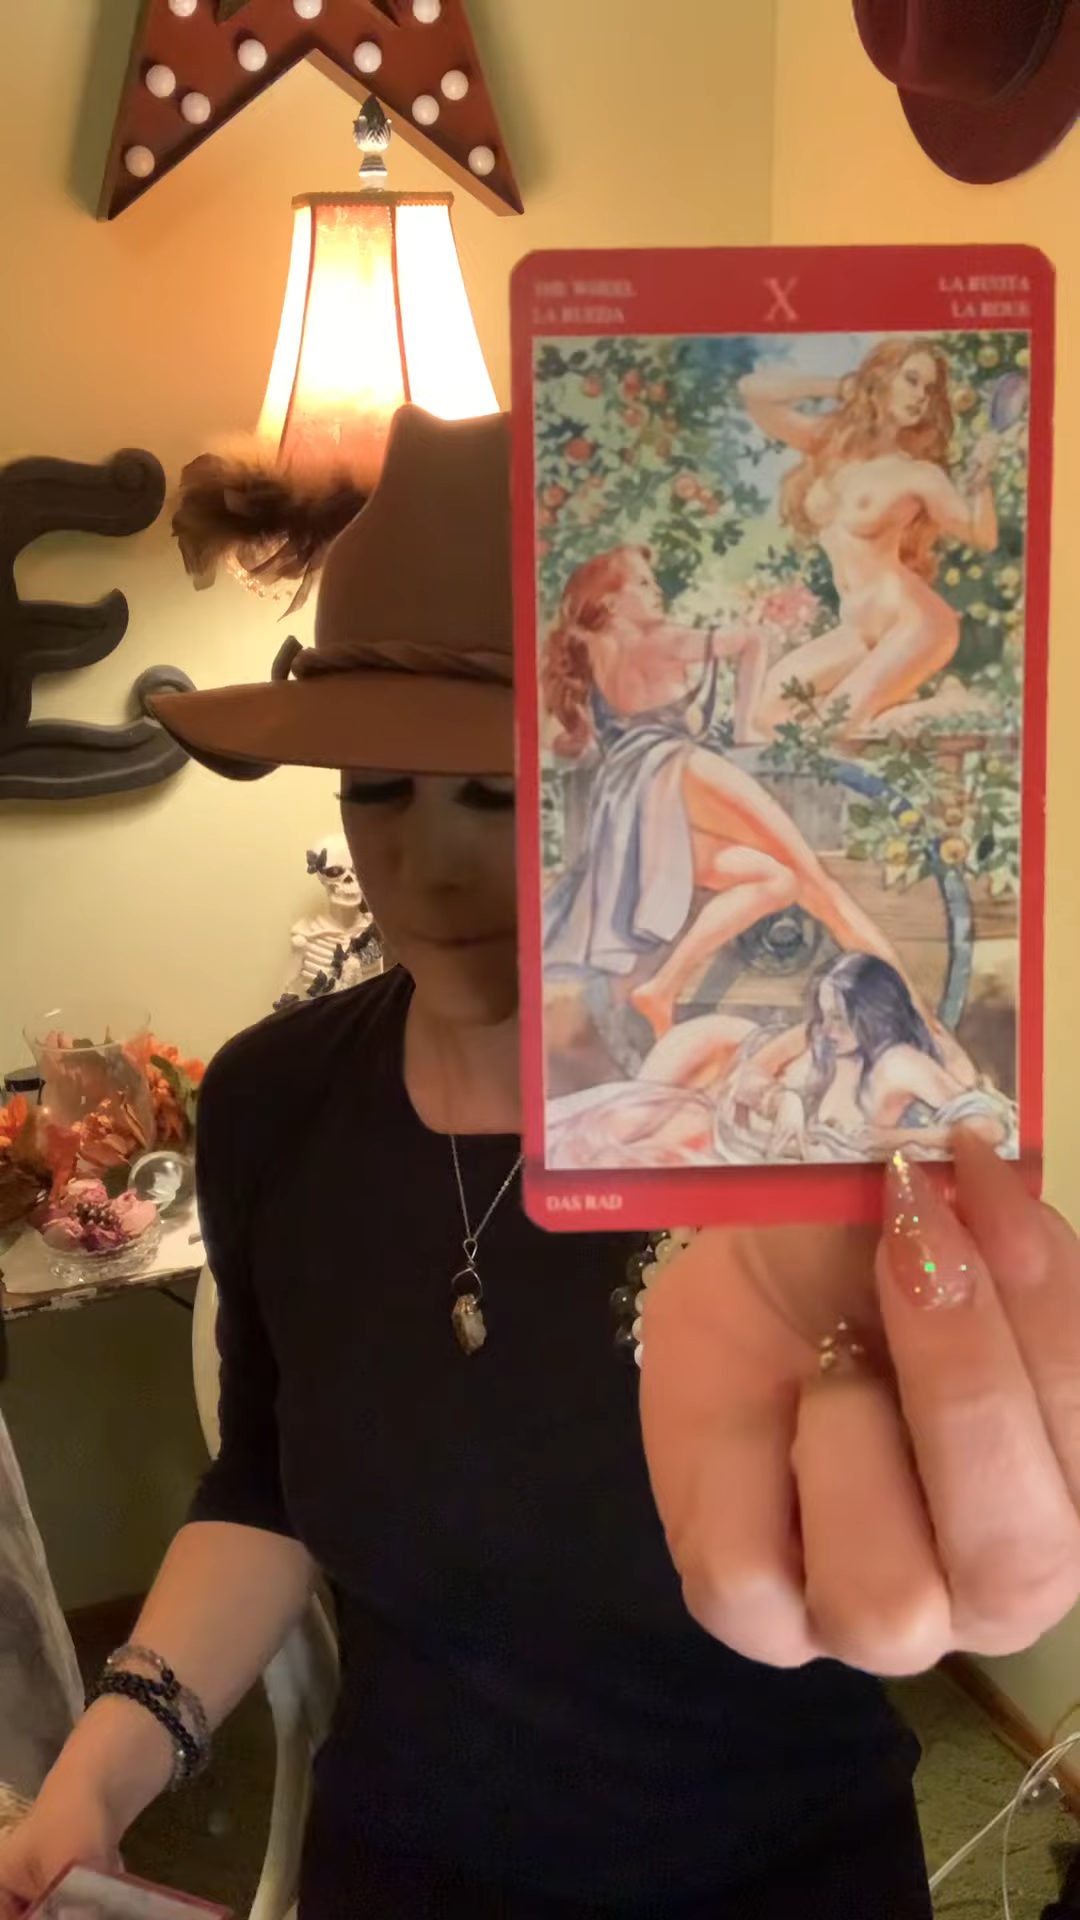 THE WHEEL
LA RUEDA
X
LA RUOTA
LA ROUE
E
DAS RAD